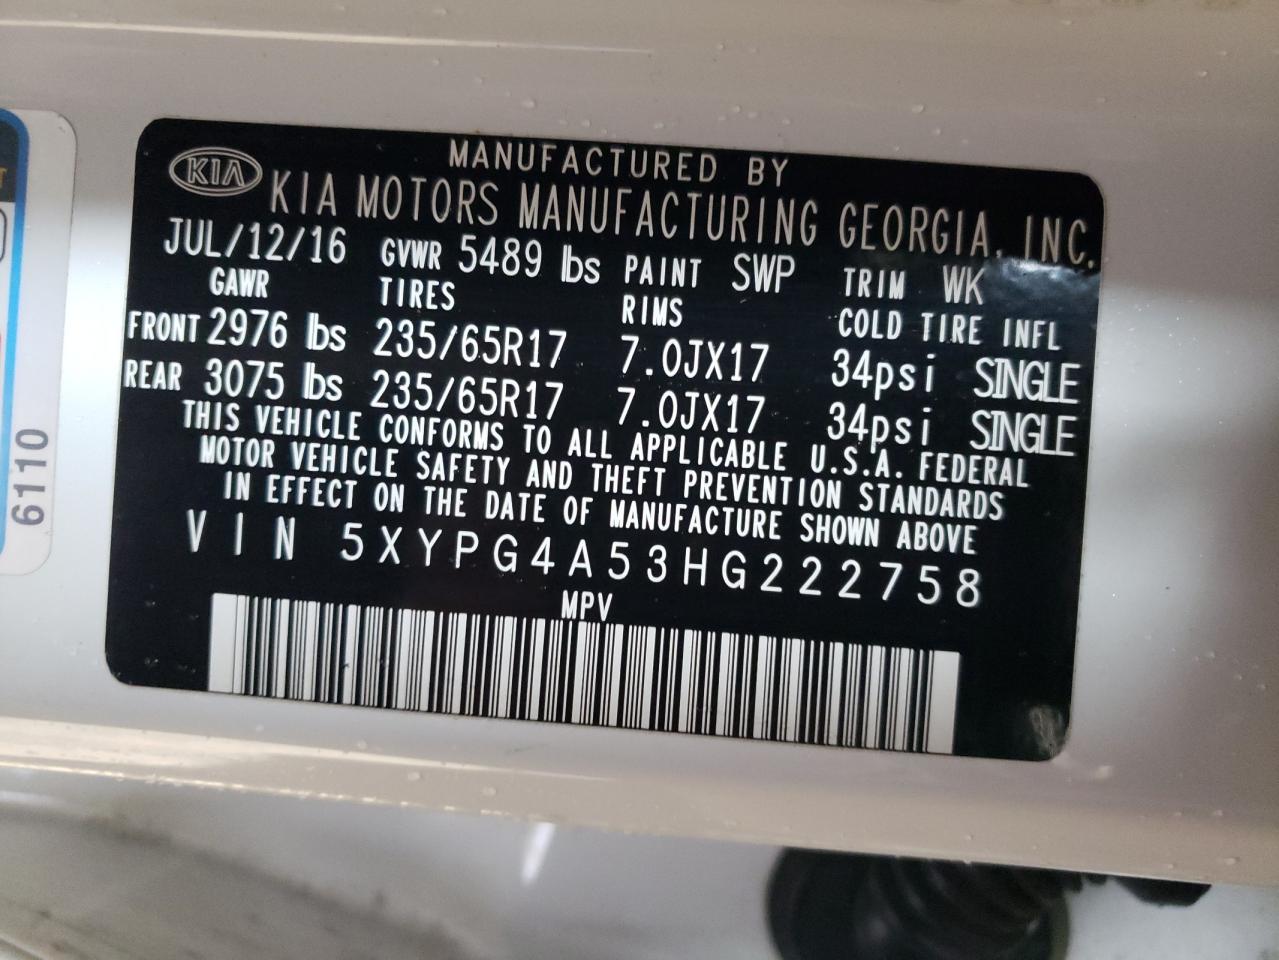 MANUFACTURED BY
KIA KIA MOTORS MANUFACTURING GEORGIA, INC.
JUL/12/16 GVWR 5489 lbs PAINT SWP TRIM WK
GAWR TIRES RIMS COLD TIRE INFL
FRONT 2976 lbs 235/65R17 7.0JX17 34psi SINGLE
REAR 3075 lbs 235/65R17 7.0JX17 34psi SINGLE
THIS VEHICLE CONFORMS TO ALL APPLICABLE U.S.A. FEDERAL
MOTOR VEHICLE SAFETY AND THEFT PREVENTION STANDARDS
IN EFFECT ON THE DATE OF MANUFACTURE SHOWN ABOVE
VIN 5XYPG4A53HG222758
MPV
6110